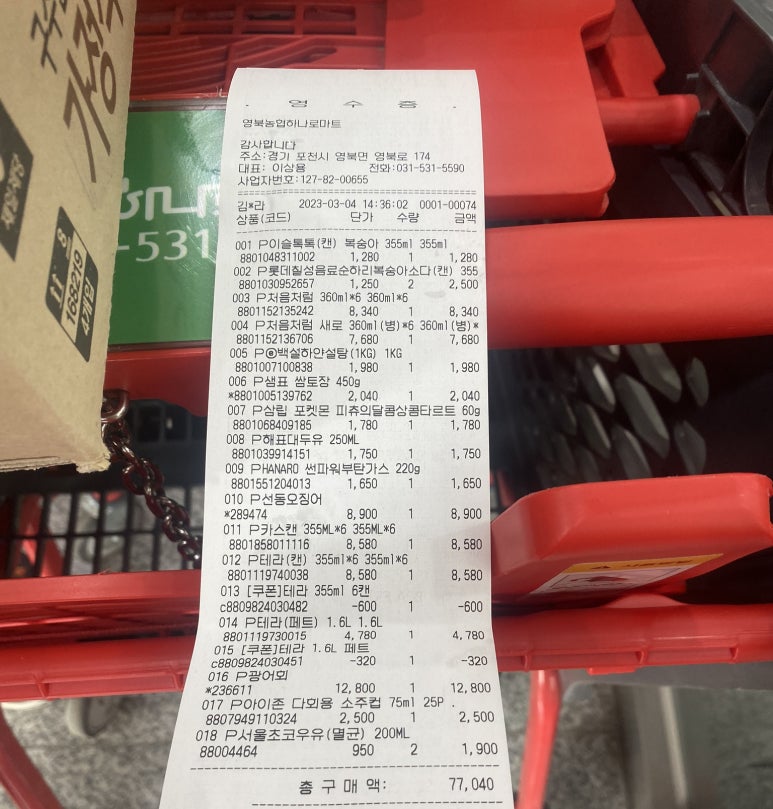 가정
-531
8
11
168219
4개입
. 영 수 증 .
영북농협하나로마트
감사합니다
주소:경기 포천시 영북면 영북로 174
대표: 이상용 전화:031-531-5590
사업자번호:127-82-00655
김*라 2023-03-04 14:36:02 0001-00074
상품(코드) 단가 수량 금액
001 P이슬톡톡(캔) 복숭아 355ml 355ml
8801048311002 1,280 1 1,280
002 P롯데칠성음료순하리복숭아소다(캔) 355
8801030952657 1,250 2 2,500
003 P처음처럼 360ml*6 360ml*6
8801152135242 8,340 1 8,340
004 P처음처럼 새로 360ml(병)*6 360ml(병)*
8801152136706 7,680 1 7,680
005 P◉백설하얀설탕(1KG) 1KG
8801007100838 1,980 1 1,980
006 P샘표 쌈토장 450g
*8801005139762 2,040 1 2,040
007 P삼립 포켓몬 피츄의달콤상콤타르트 60g
8801068409185 1,780 1 1,780
008 P해표대두유 250ML
8801039914151 1,750 1 1,750
009 PHANARO 썬파워부탄가스 220g
8801551204013 1,650 1 1,650
010 P선동오징어
*289474 8,900 1 8,900
011 P카스캔 355ML*6 355ML*6
8801858011116 8,580 1 8,580
012 P테라(캔) 355ml*6 355ml*6
8801119740038 8,580 1 8,580
013 [쿠폰]테라 355ml 6캔
c8809824030482 -600 1 -600
014 P테라(페트) 1.6L 1.6L
8801119730015 4,780 1 4,780
015 [쿠폰]테라 1.6L 페트
c8809824030451 -320 1 -320
016 P광어회
*236611 12,800 1 12,800
017 P아이존 다회용 소주컵 75ml 25P .
8807949110324 2,500 1 2,500
018 P서울초코우유(멸균) 200ML
88004464 950 2 1,900
총 구 매 액: 77,040